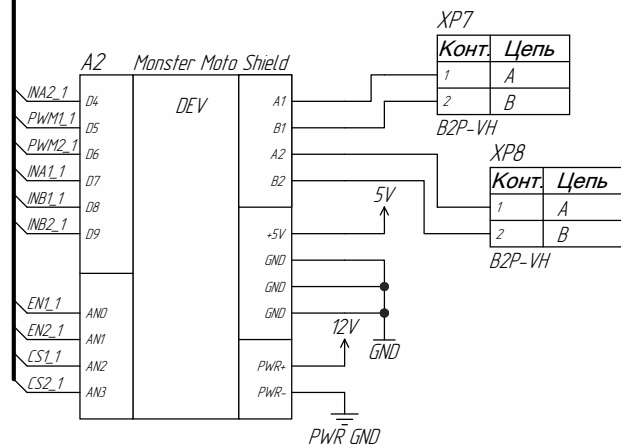 XP7
Конт. Цепь
1 A
2 B
B2P-VH
A2 Monster Moto Shield
DEV
INA2_1 D4 A1
PWM1_1 D5 B1
PWM2_1 D6 A2
INA1_1 D7 B2
INB1_1 D8
INB2_1 D9 +5V
GND
GND
GND
EN1_1 AN0
EN2_1 AN1
CS1_1 AN2 PWR+
CS2_1 AN3 PWR-
XP8
Конт. Цепь
1 A
2 B
B2P-VH
5V
12V
GND
PWR GND